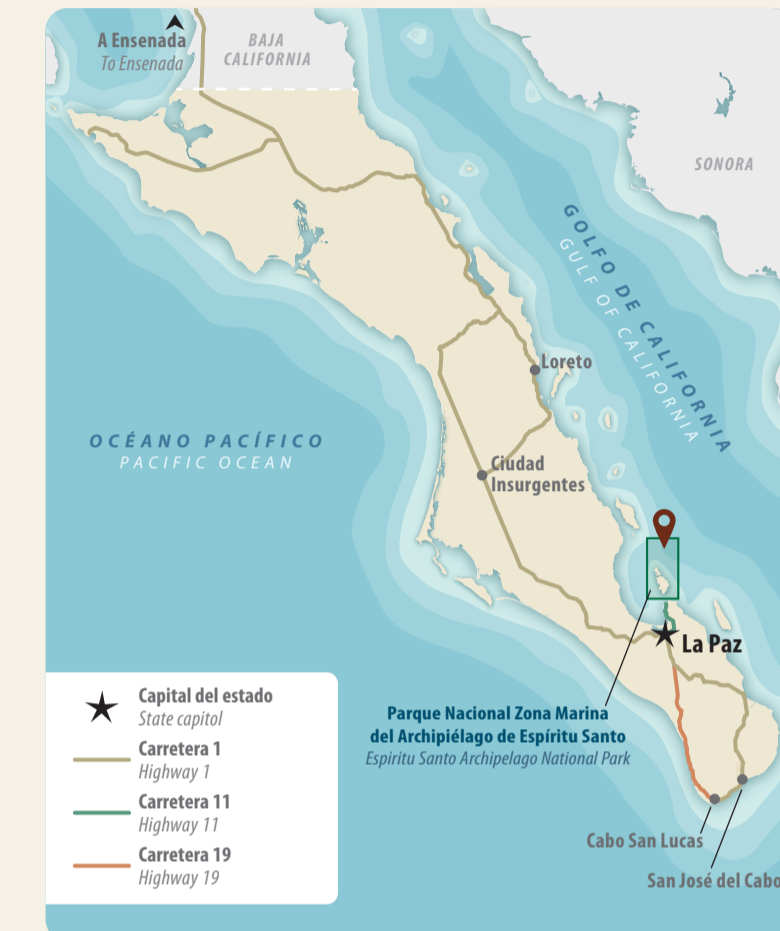 A Ensenada
To Ensenada
BAJA
CALIFORNIA
SONORA
GOLFO DE CALIFORNIA
GULF OF CALIFORNIA
Loreto
OCÉANO PACÍFICO
PACIFIC OCEAN
Ciudad
Insurgentes
La Paz
Capital del estado
State capitol
Carretera 1
Highway 1
Carretera 11
Highway 11
Carretera 19
Highway 19
Parque Nacional Zona Marina
del Archipiélago de Espíritu Santo
Espiritu Santo Archipelago National Park
Cabo San Lucas
San José del Cabo